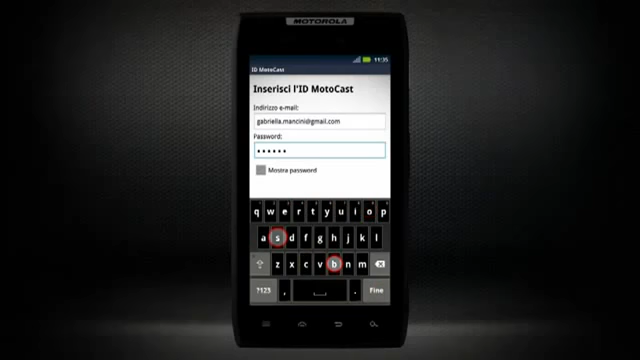 MOTOROLA
11:35
ID MotoCast
Inserisci l'ID MotoCast
Indirizzo e-mail:
gabriella.mancini@gmail.com
Password:
••••••
Mostra password
q w e r t y u i o p
a s d f g h j k l
z x c v b n m
?123 , . Fine